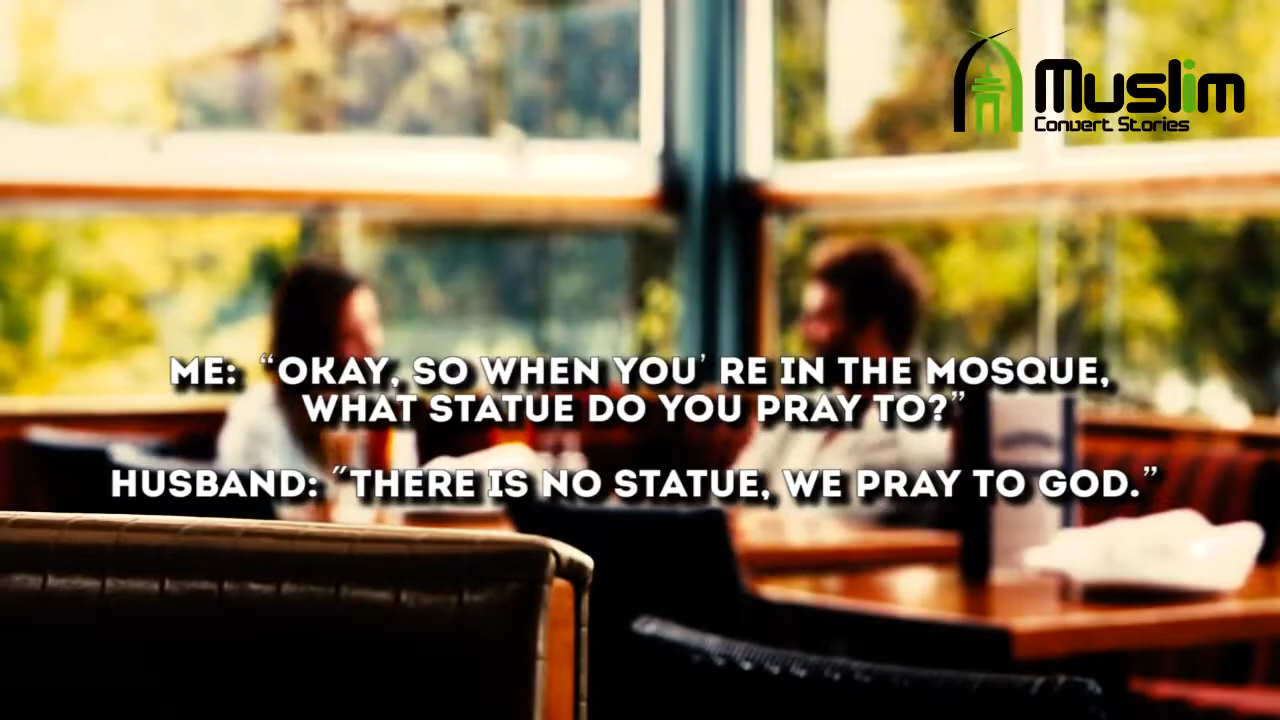 Muslim
Convert Stories
ME: “OKAY, SO WHEN YOU’ RE IN THE MOSQUE,
WHAT STATUE DO YOU PRAY TO?”
HUSBAND: “THERE IS NO STATUE, WE PRAY TO GOD.”